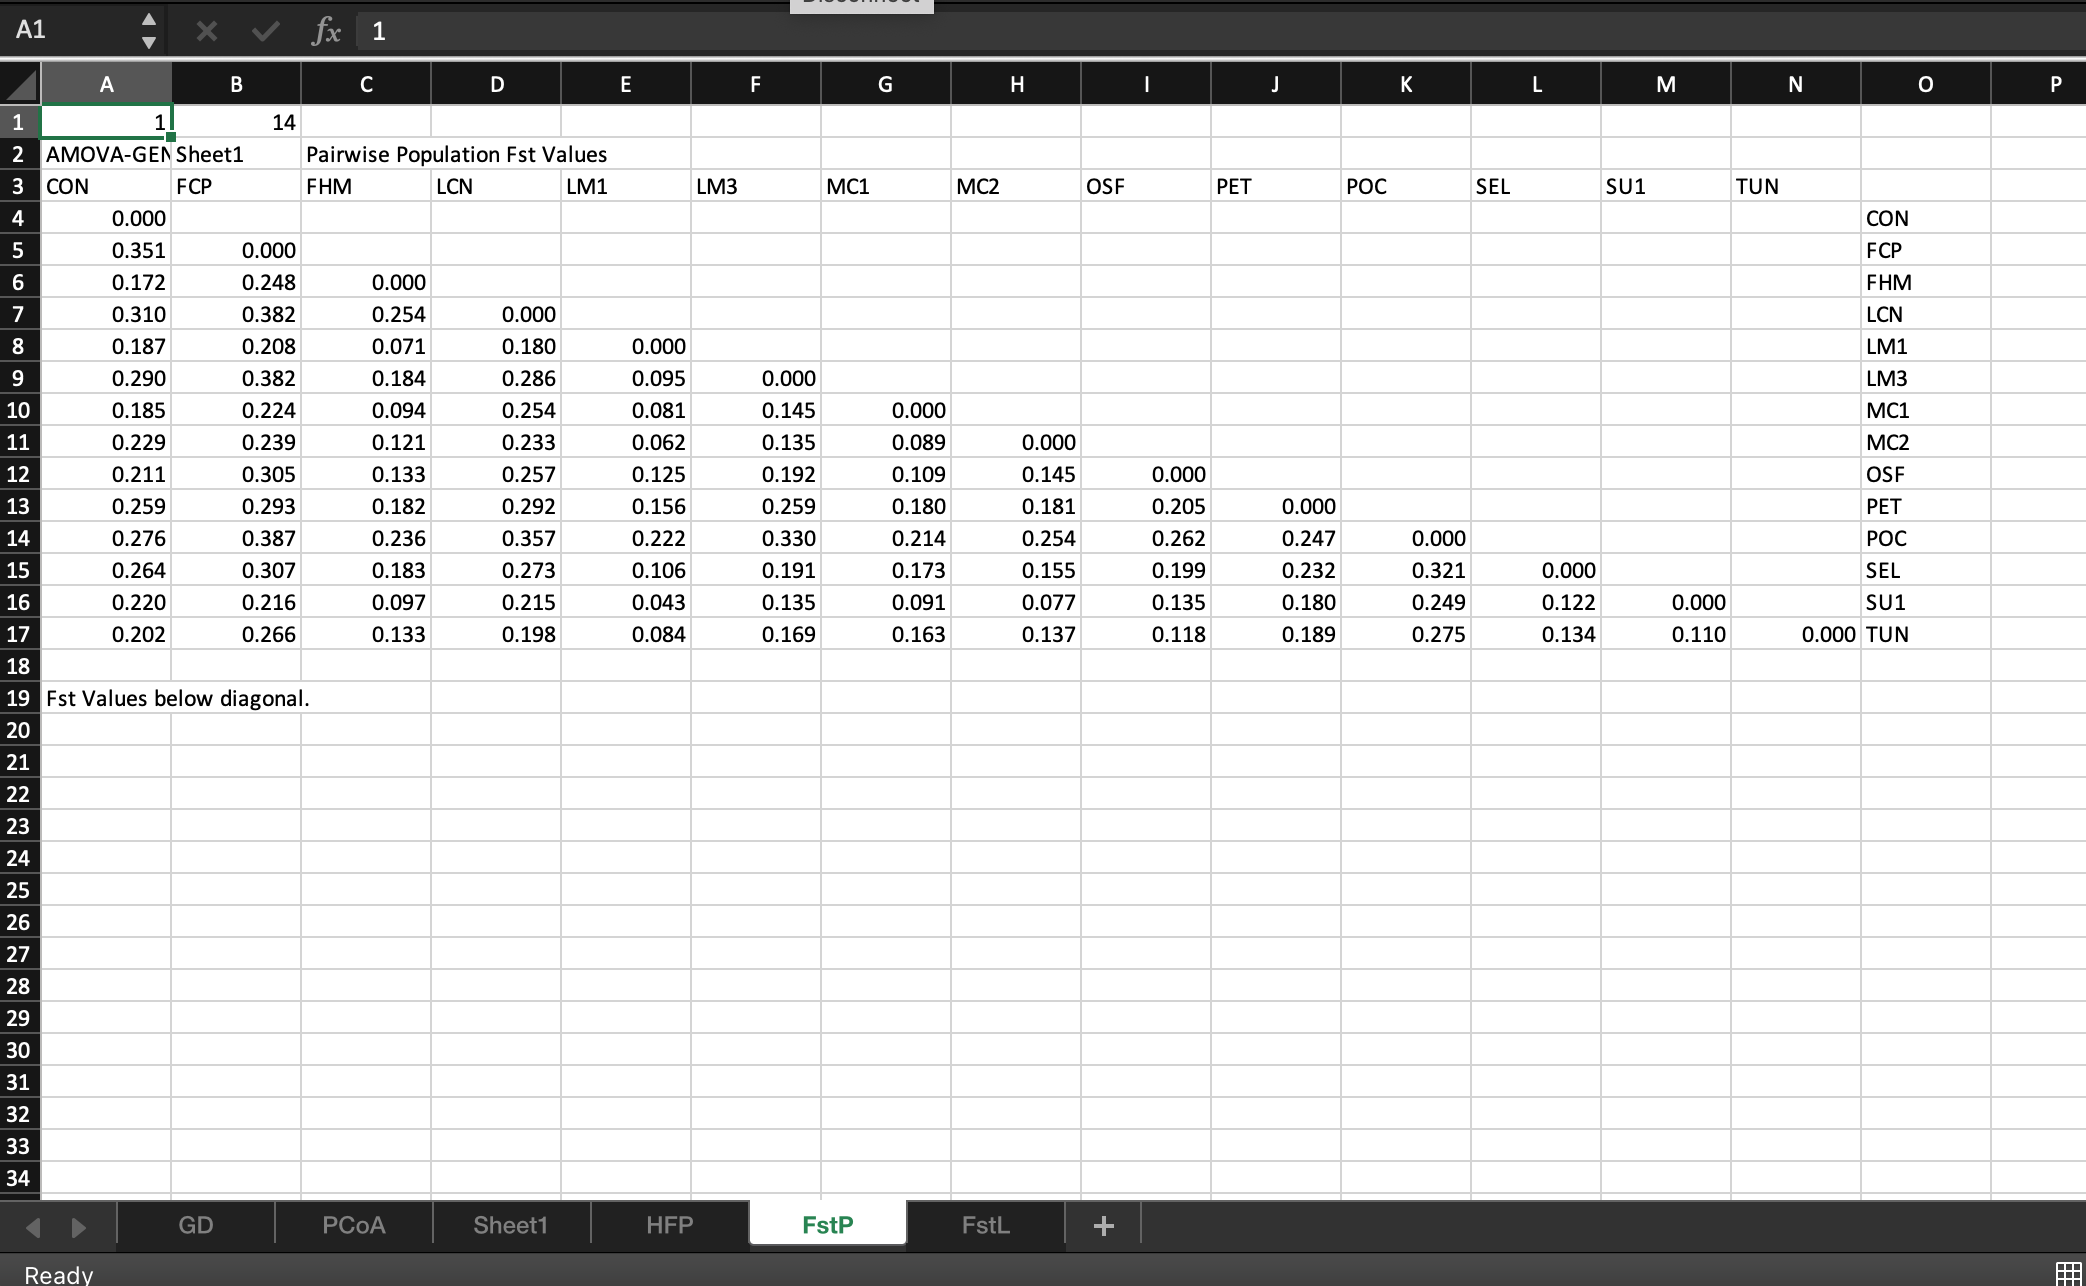 A1 fx 1
A B C D E F G H I J K L M N O P
1 1 14
2 AMOVA-GEN Sheet1 Pairwise Population Fst Values
3 CON FCP FHM LCN LM1 LM3 MC1 MC2 OSF PET POC SEL SU1 TUN
4 0.000 CON
5 0.351 0.000 FCP
6 0.172 0.248 0.000 FHM
7 0.310 0.382 0.254 0.000 LCN
8 0.187 0.208 0.071 0.180 0.000 LM1
9 0.290 0.382 0.184 0.286 0.095 0.000 LM3
10 0.185 0.224 0.094 0.254 0.081 0.145 0.000 MC1
11 0.229 0.239 0.121 0.233 0.062 0.135 0.089 0.000 MC2
12 0.211 0.305 0.133 0.257 0.125 0.192 0.109 0.145 0.000 OSF
13 0.259 0.293 0.182 0.292 0.156 0.259 0.180 0.181 0.205 0.000 PET
14 0.276 0.387 0.236 0.357 0.222 0.330 0.214 0.254 0.262 0.247 0.000 POC
15 0.264 0.307 0.183 0.273 0.106 0.191 0.173 0.155 0.199 0.232 0.321 0.000 SEL
16 0.220 0.216 0.097 0.215 0.043 0.135 0.091 0.077 0.135 0.180 0.249 0.122 0.000 SU1
17 0.202 0.266 0.133 0.198 0.084 0.169 0.163 0.137 0.118 0.189 0.275 0.134 0.110 0.000 TUN
18
19 Fst Values below diagonal.
20
21
22
23
24
25
26
27
28
29
30
31
32
33
34
GD PCoA Sheet1 HFP FstP FstL +
Ready